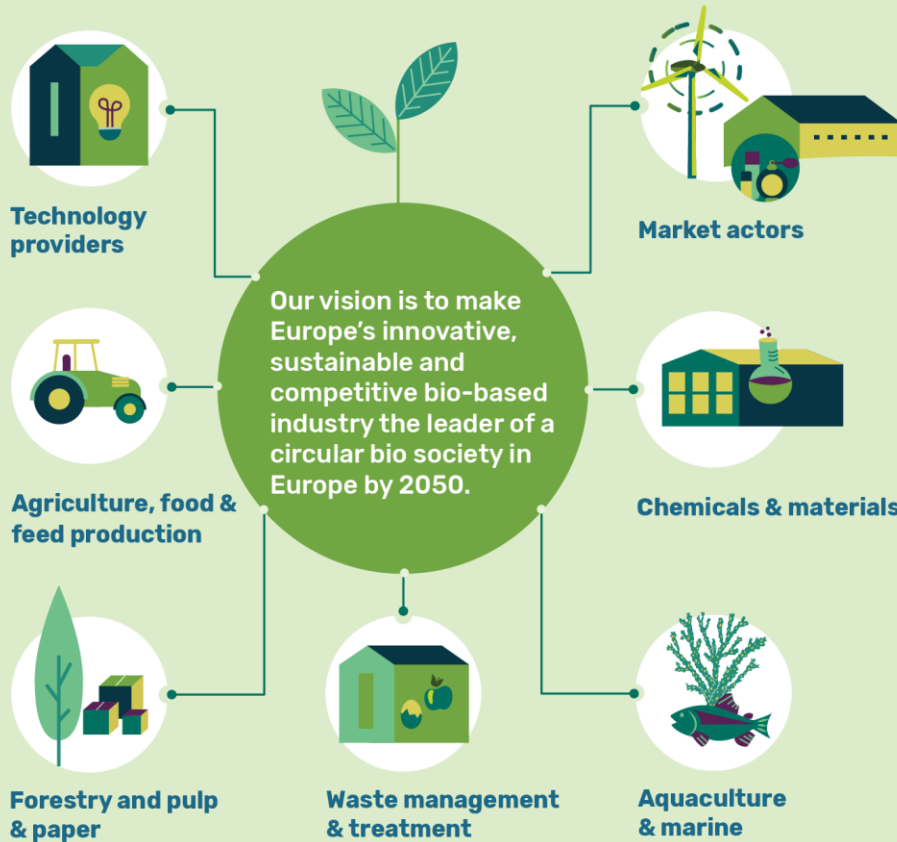 Technology
providers
Market actors
Our vision is to make
Europe's innovative,
sustainable and
competitive bio-based
industry the leader of a
circular bio society in
Europe by 2050.
Agriculture, food &
feed production
Chemicals & materials
Forestry and pulp
& paper
Waste management
& treatment
Aquaculture
& marine